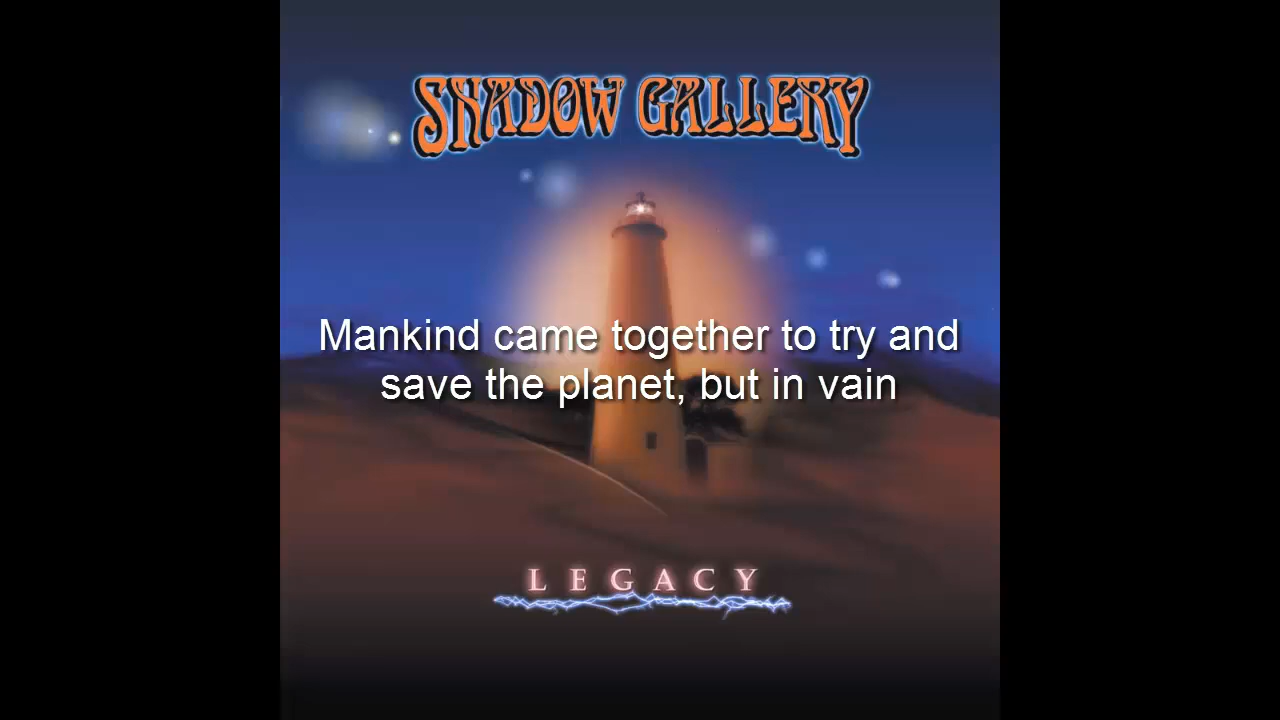 SHADOW GALLERY
Mankind came together to try and
save the planet, but in vain
LEGACY